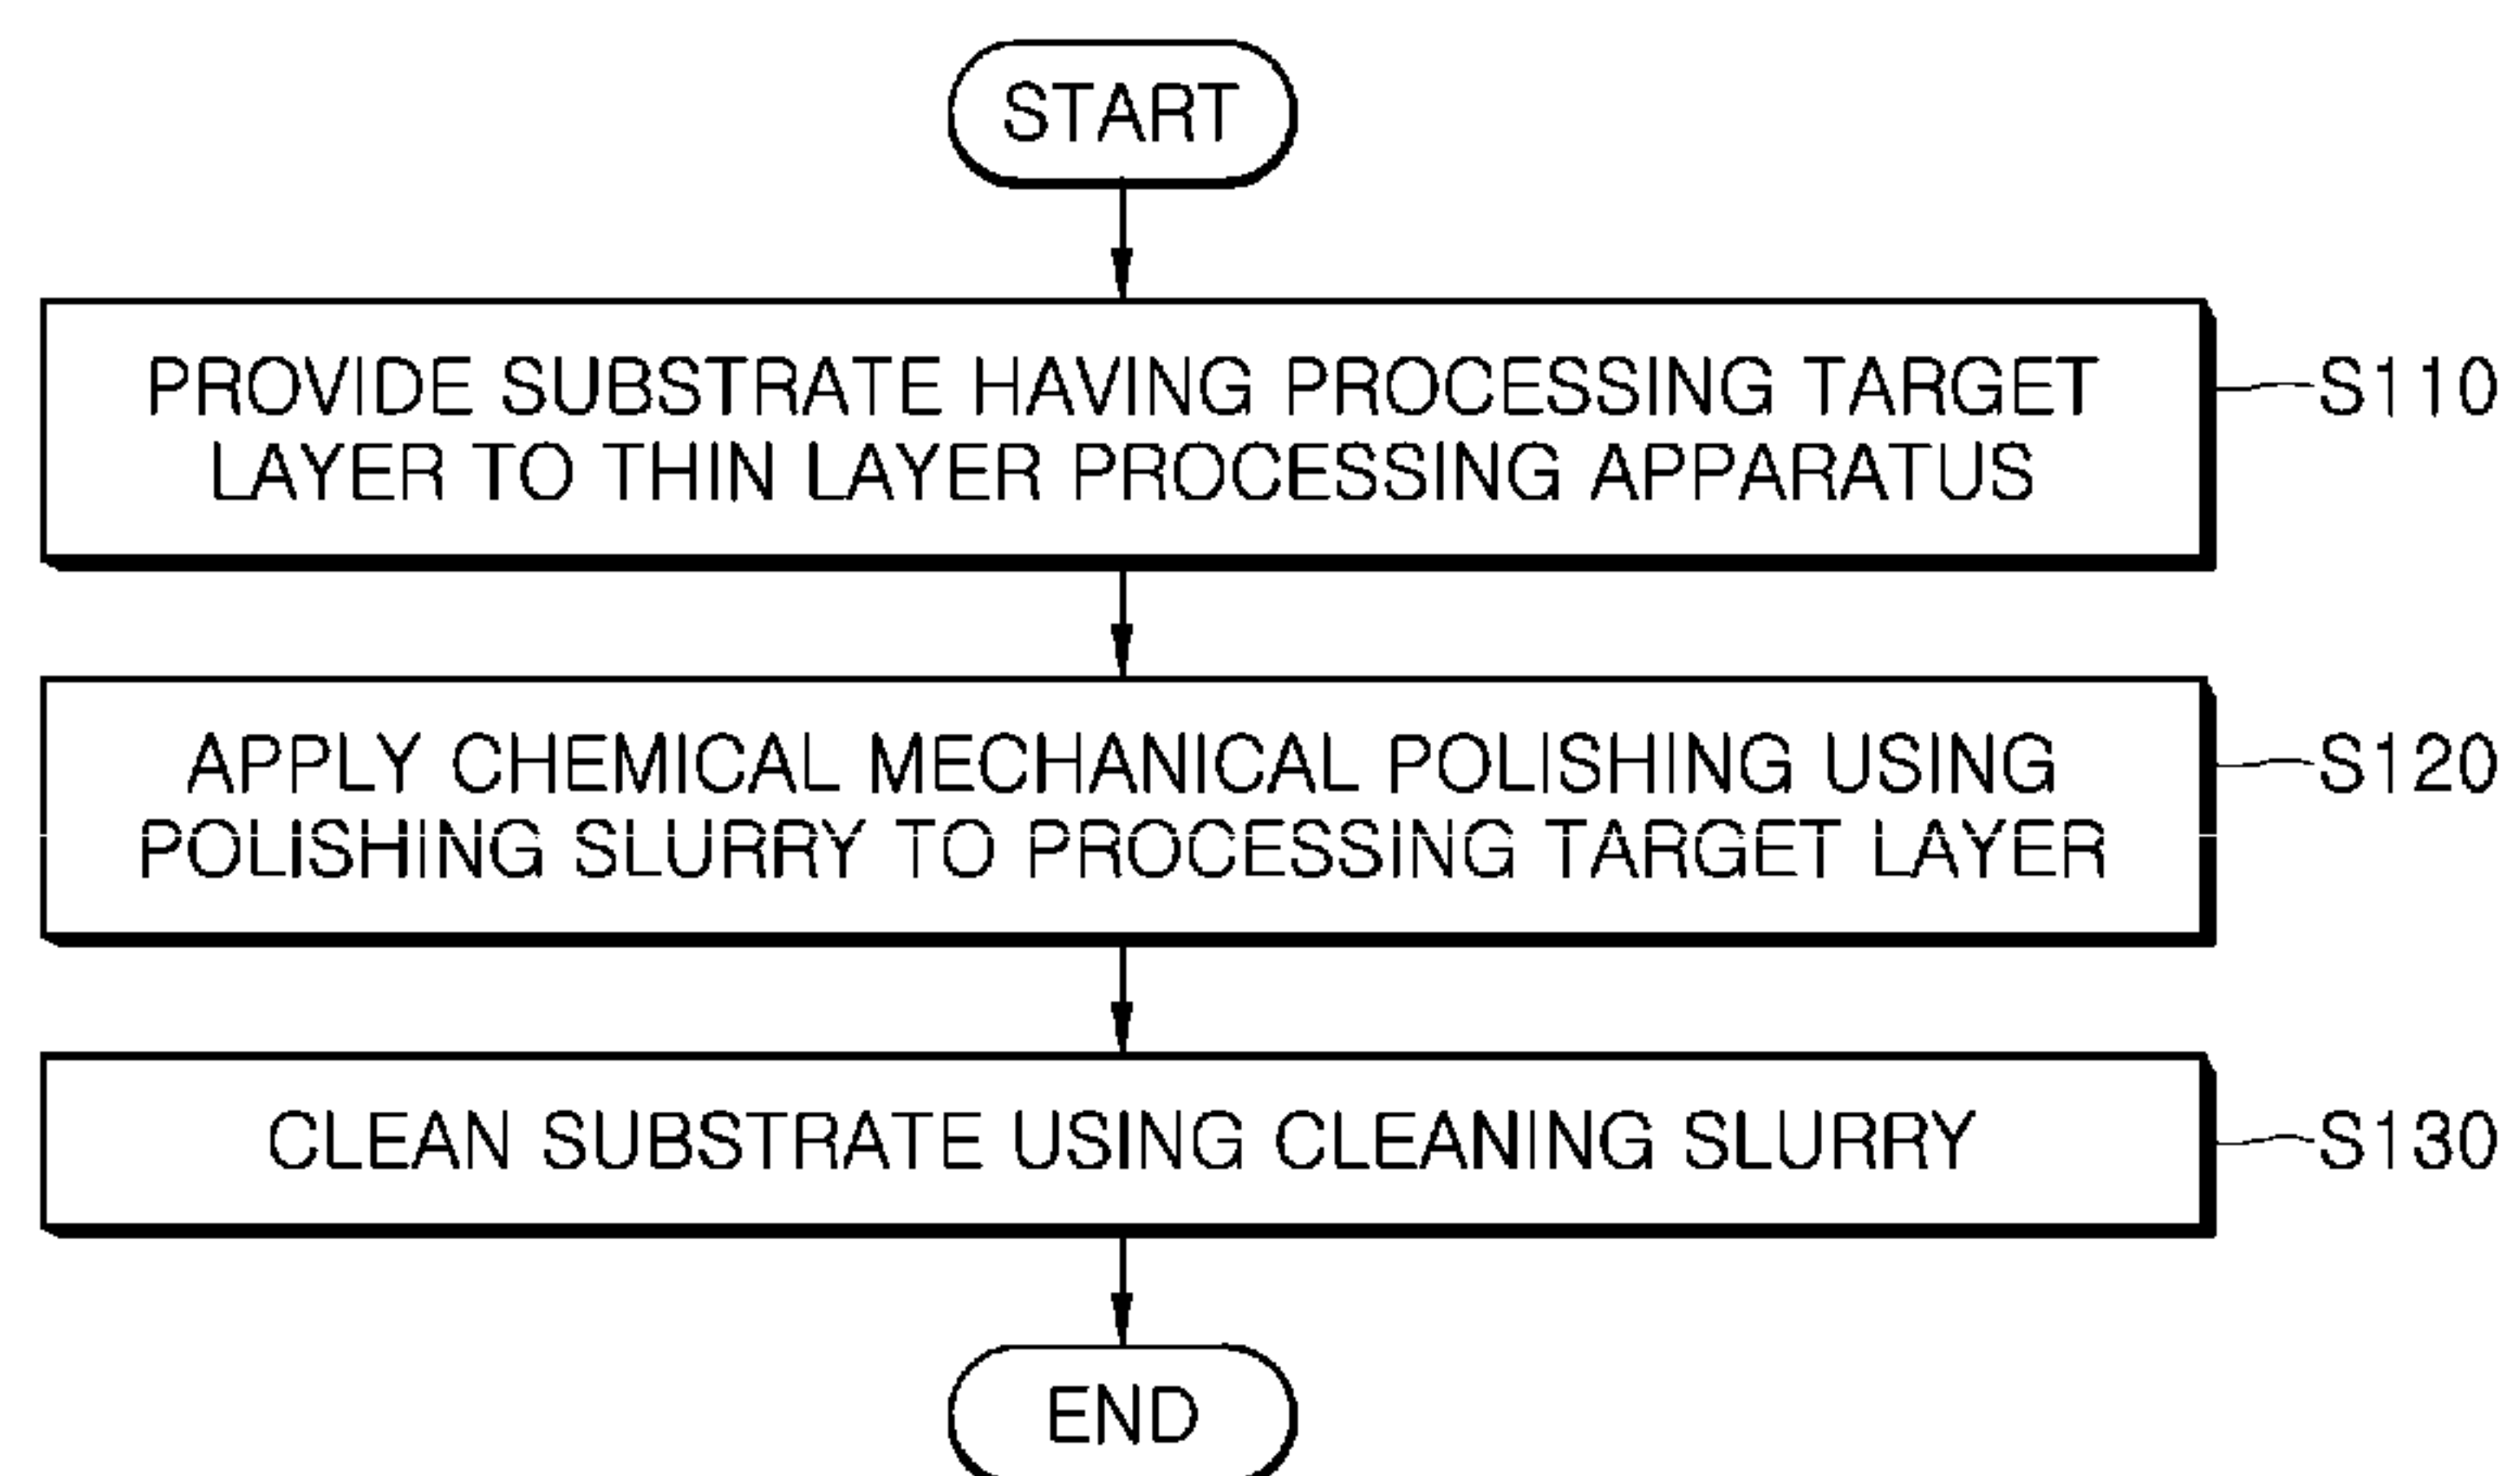 START
PROVIDE SUBSTRATE HAVING PROCESSING TARGET
LAYER TO THIN LAYER PROCESSING APPARATUS
S110
APPLY CHEMICAL MECHANICAL POLISHING USING
POLISHING SLURRY TO PROCESSING TARGET LAYER
S120
CLEAN SUBSTRATE USING CLEANING SLURRY
S130
END